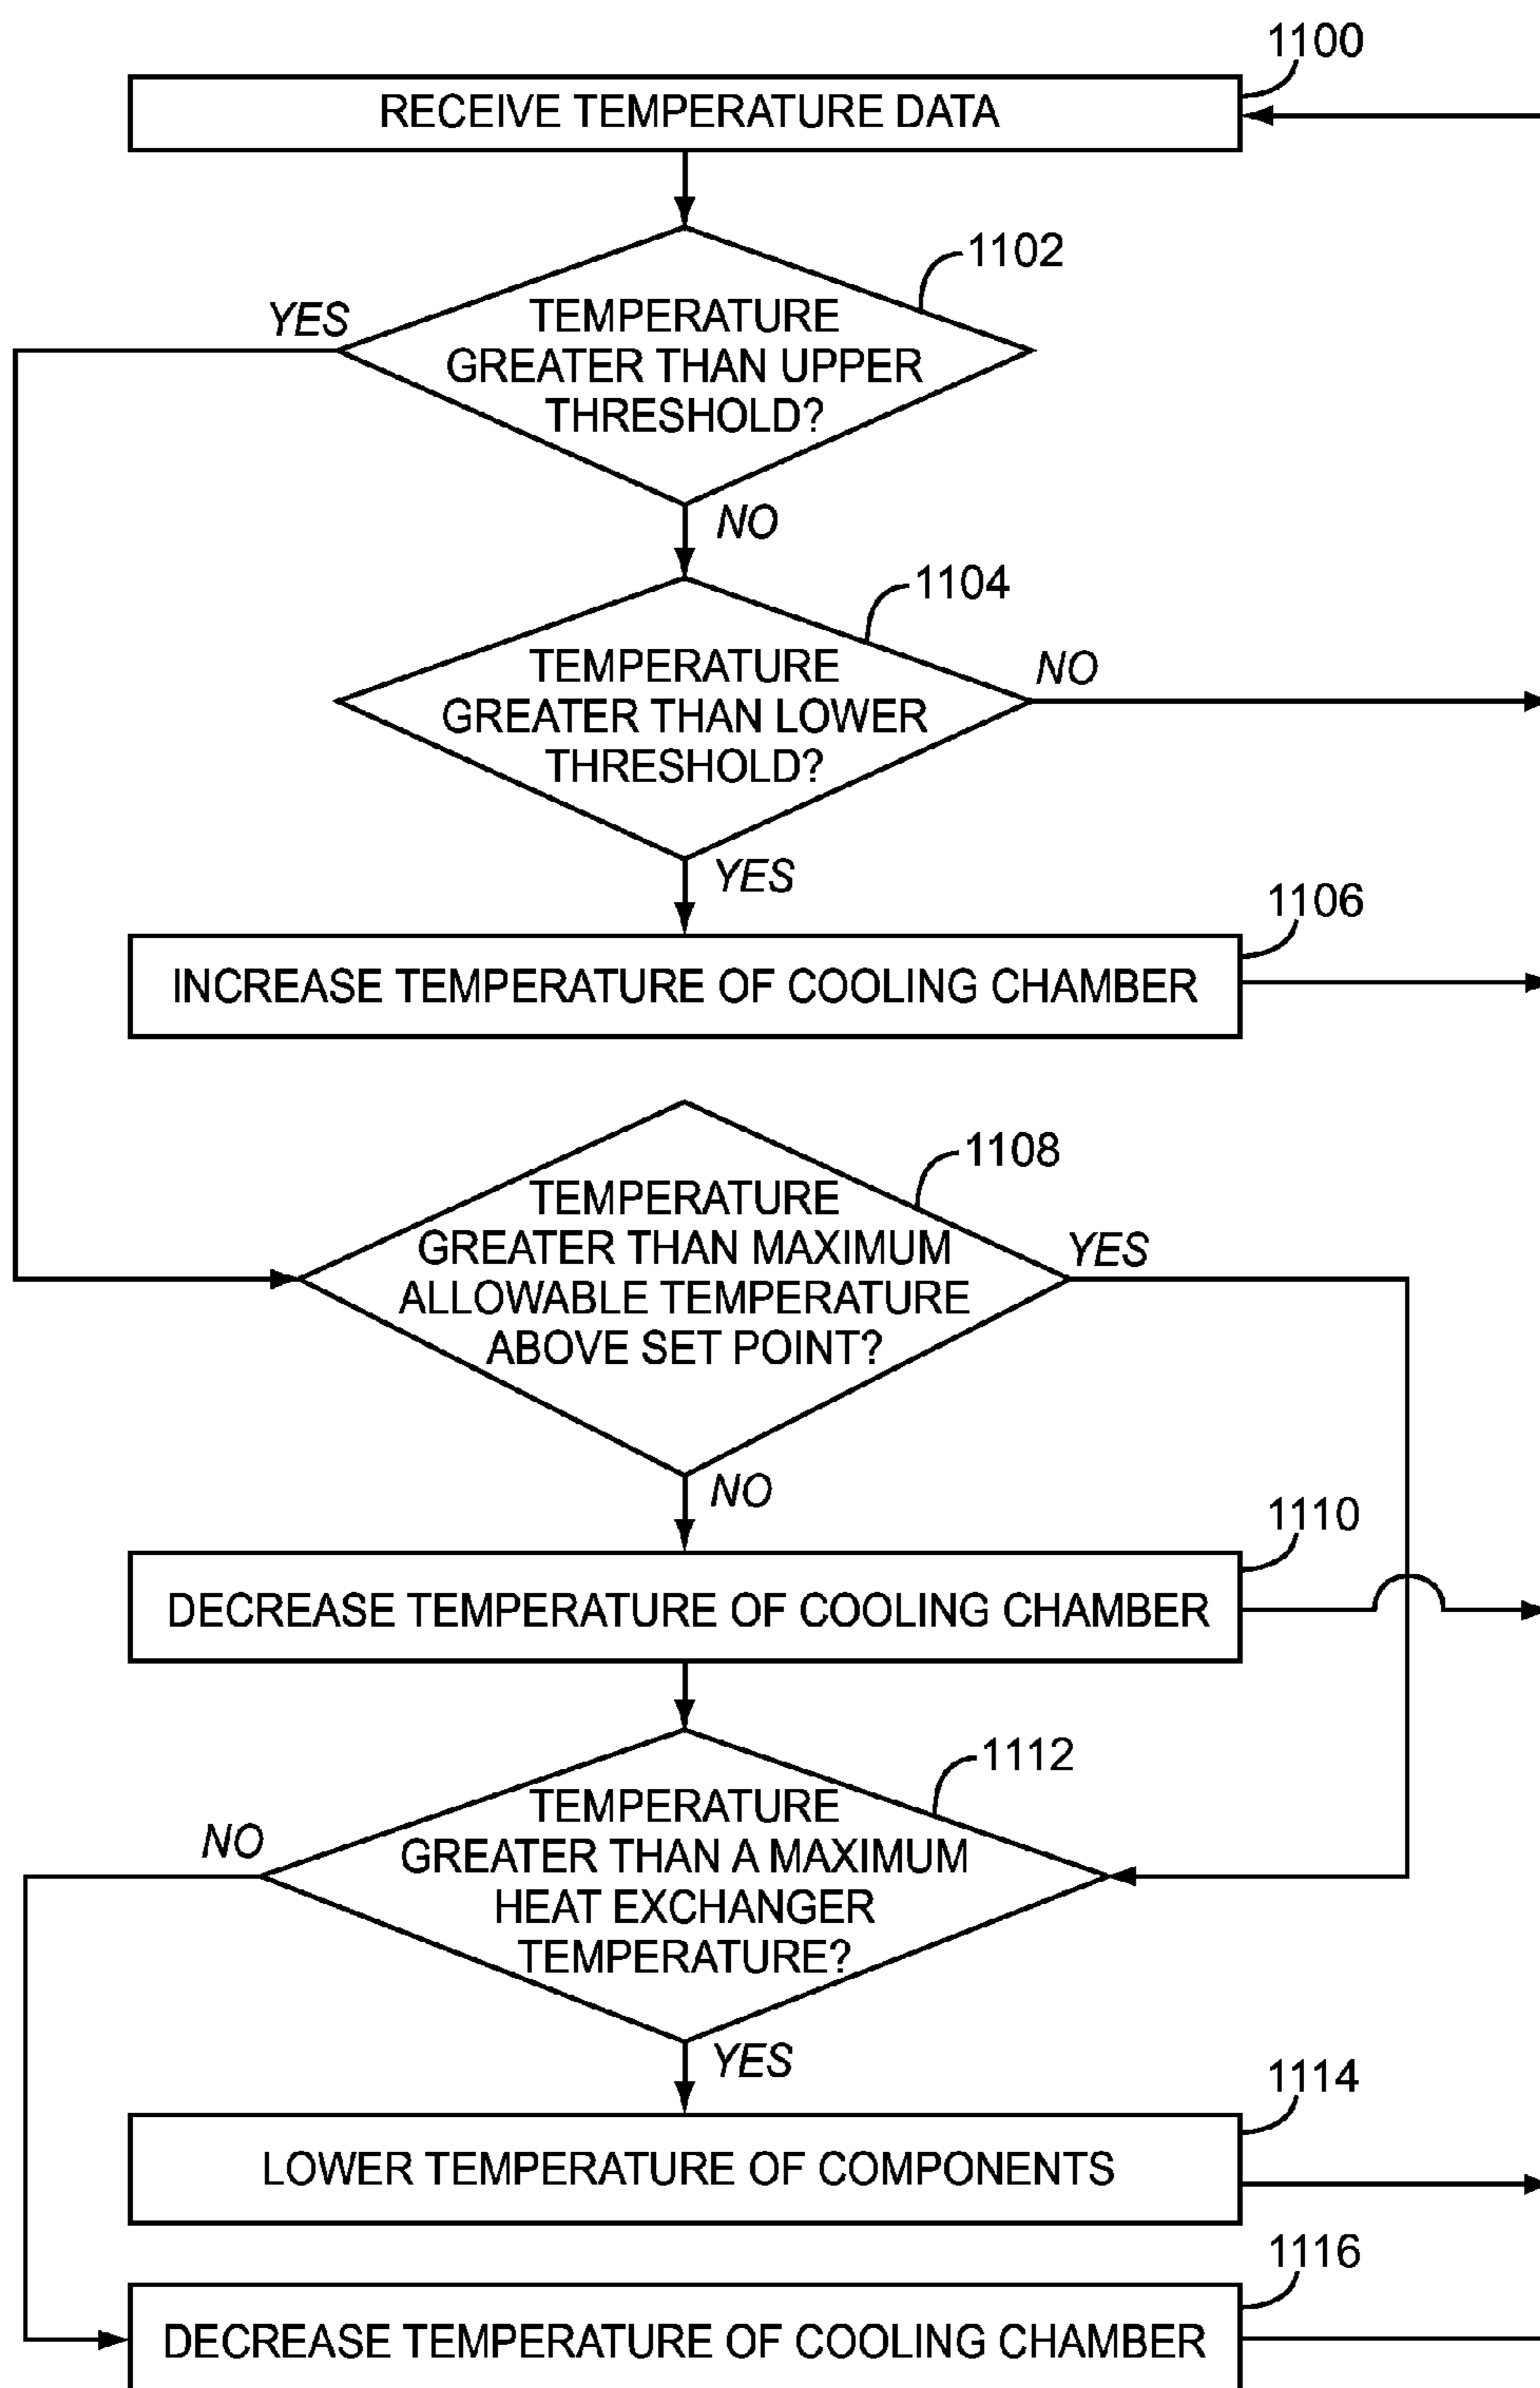 1100
RECEIVE TEMPERATURE DATA
1102
YES
TEMPERATURE
GREATER THAN UPPER
THRESHOLD?
NO
1104
TEMPERATURE
GREATER THAN LOWER
THRESHOLD?
NO
YES
1106
INCREASE TEMPERATURE OF COOLING CHAMBER
1108
TEMPERATURE
GREATER THAN MAXIMUM
ALLOWABLE TEMPERATURE
ABOVE SET POINT?
YES
NO
1110
DECREASE TEMPERATURE OF COOLING CHAMBER
1112
TEMPERATURE
GREATER THAN A MAXIMUM
HEAT EXCHANGER
TEMPERATURE?
NO
YES
1114
LOWER TEMPERATURE OF COMPONENTS
1116
DECREASE TEMPERATURE OF COOLING CHAMBER